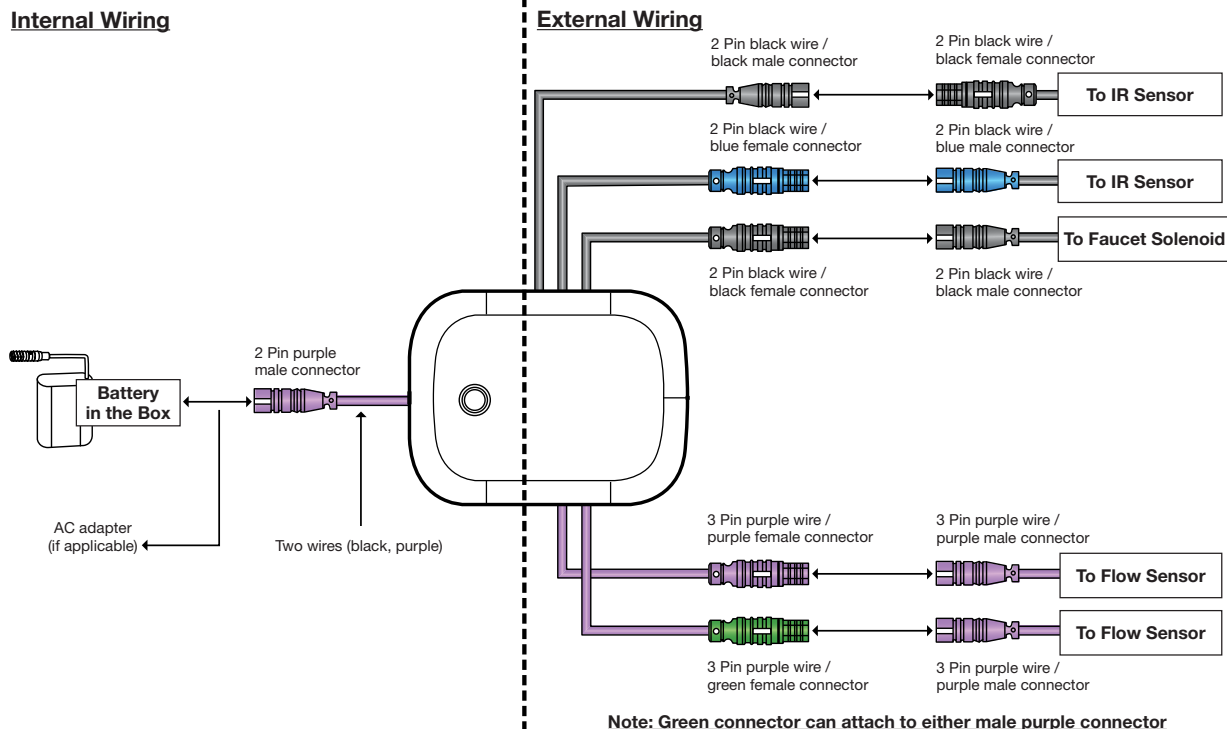 Internal Wiring
External Wiring
2 Pin black wire /
black male connector
2 Pin black wire /
black female connector
To IR Sensor
2 Pin black wire /
blue female connector
2 Pin black wire /
blue male connector
To IR Sensor
To Faucet Solenoid
2 Pin black wire /
black female connector
2 Pin black wire /
black male connector
2 Pin purple
male connector
Battery
in the Box
AC adapter
(if applicable)
Two wires (black, purple)
3 Pin purple wire /
purple female connector
3 Pin purple wire /
purple male connector
To Flow Sensor
To Flow Sensor
3 Pin purple wire /
green female connector
3 Pin purple wire /
purple male connector
Note: Green connector can attach to either male purple connector